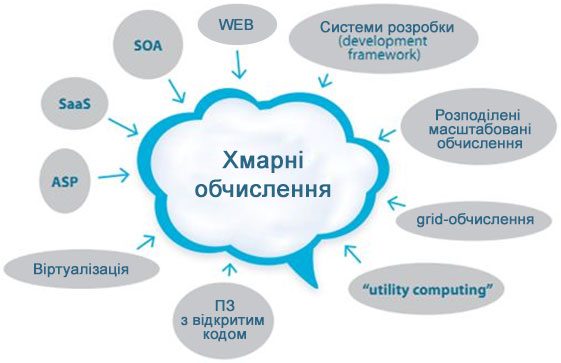 WEB
Системи розробки
(development
framework)
SOA
SaaS
Розподілені
масштабовані
обчислення
Хмарні
обчислення
ASP
grid-обчислення
Віртуалізація
"utility computing"
ПЗ
з відкритим
кодом